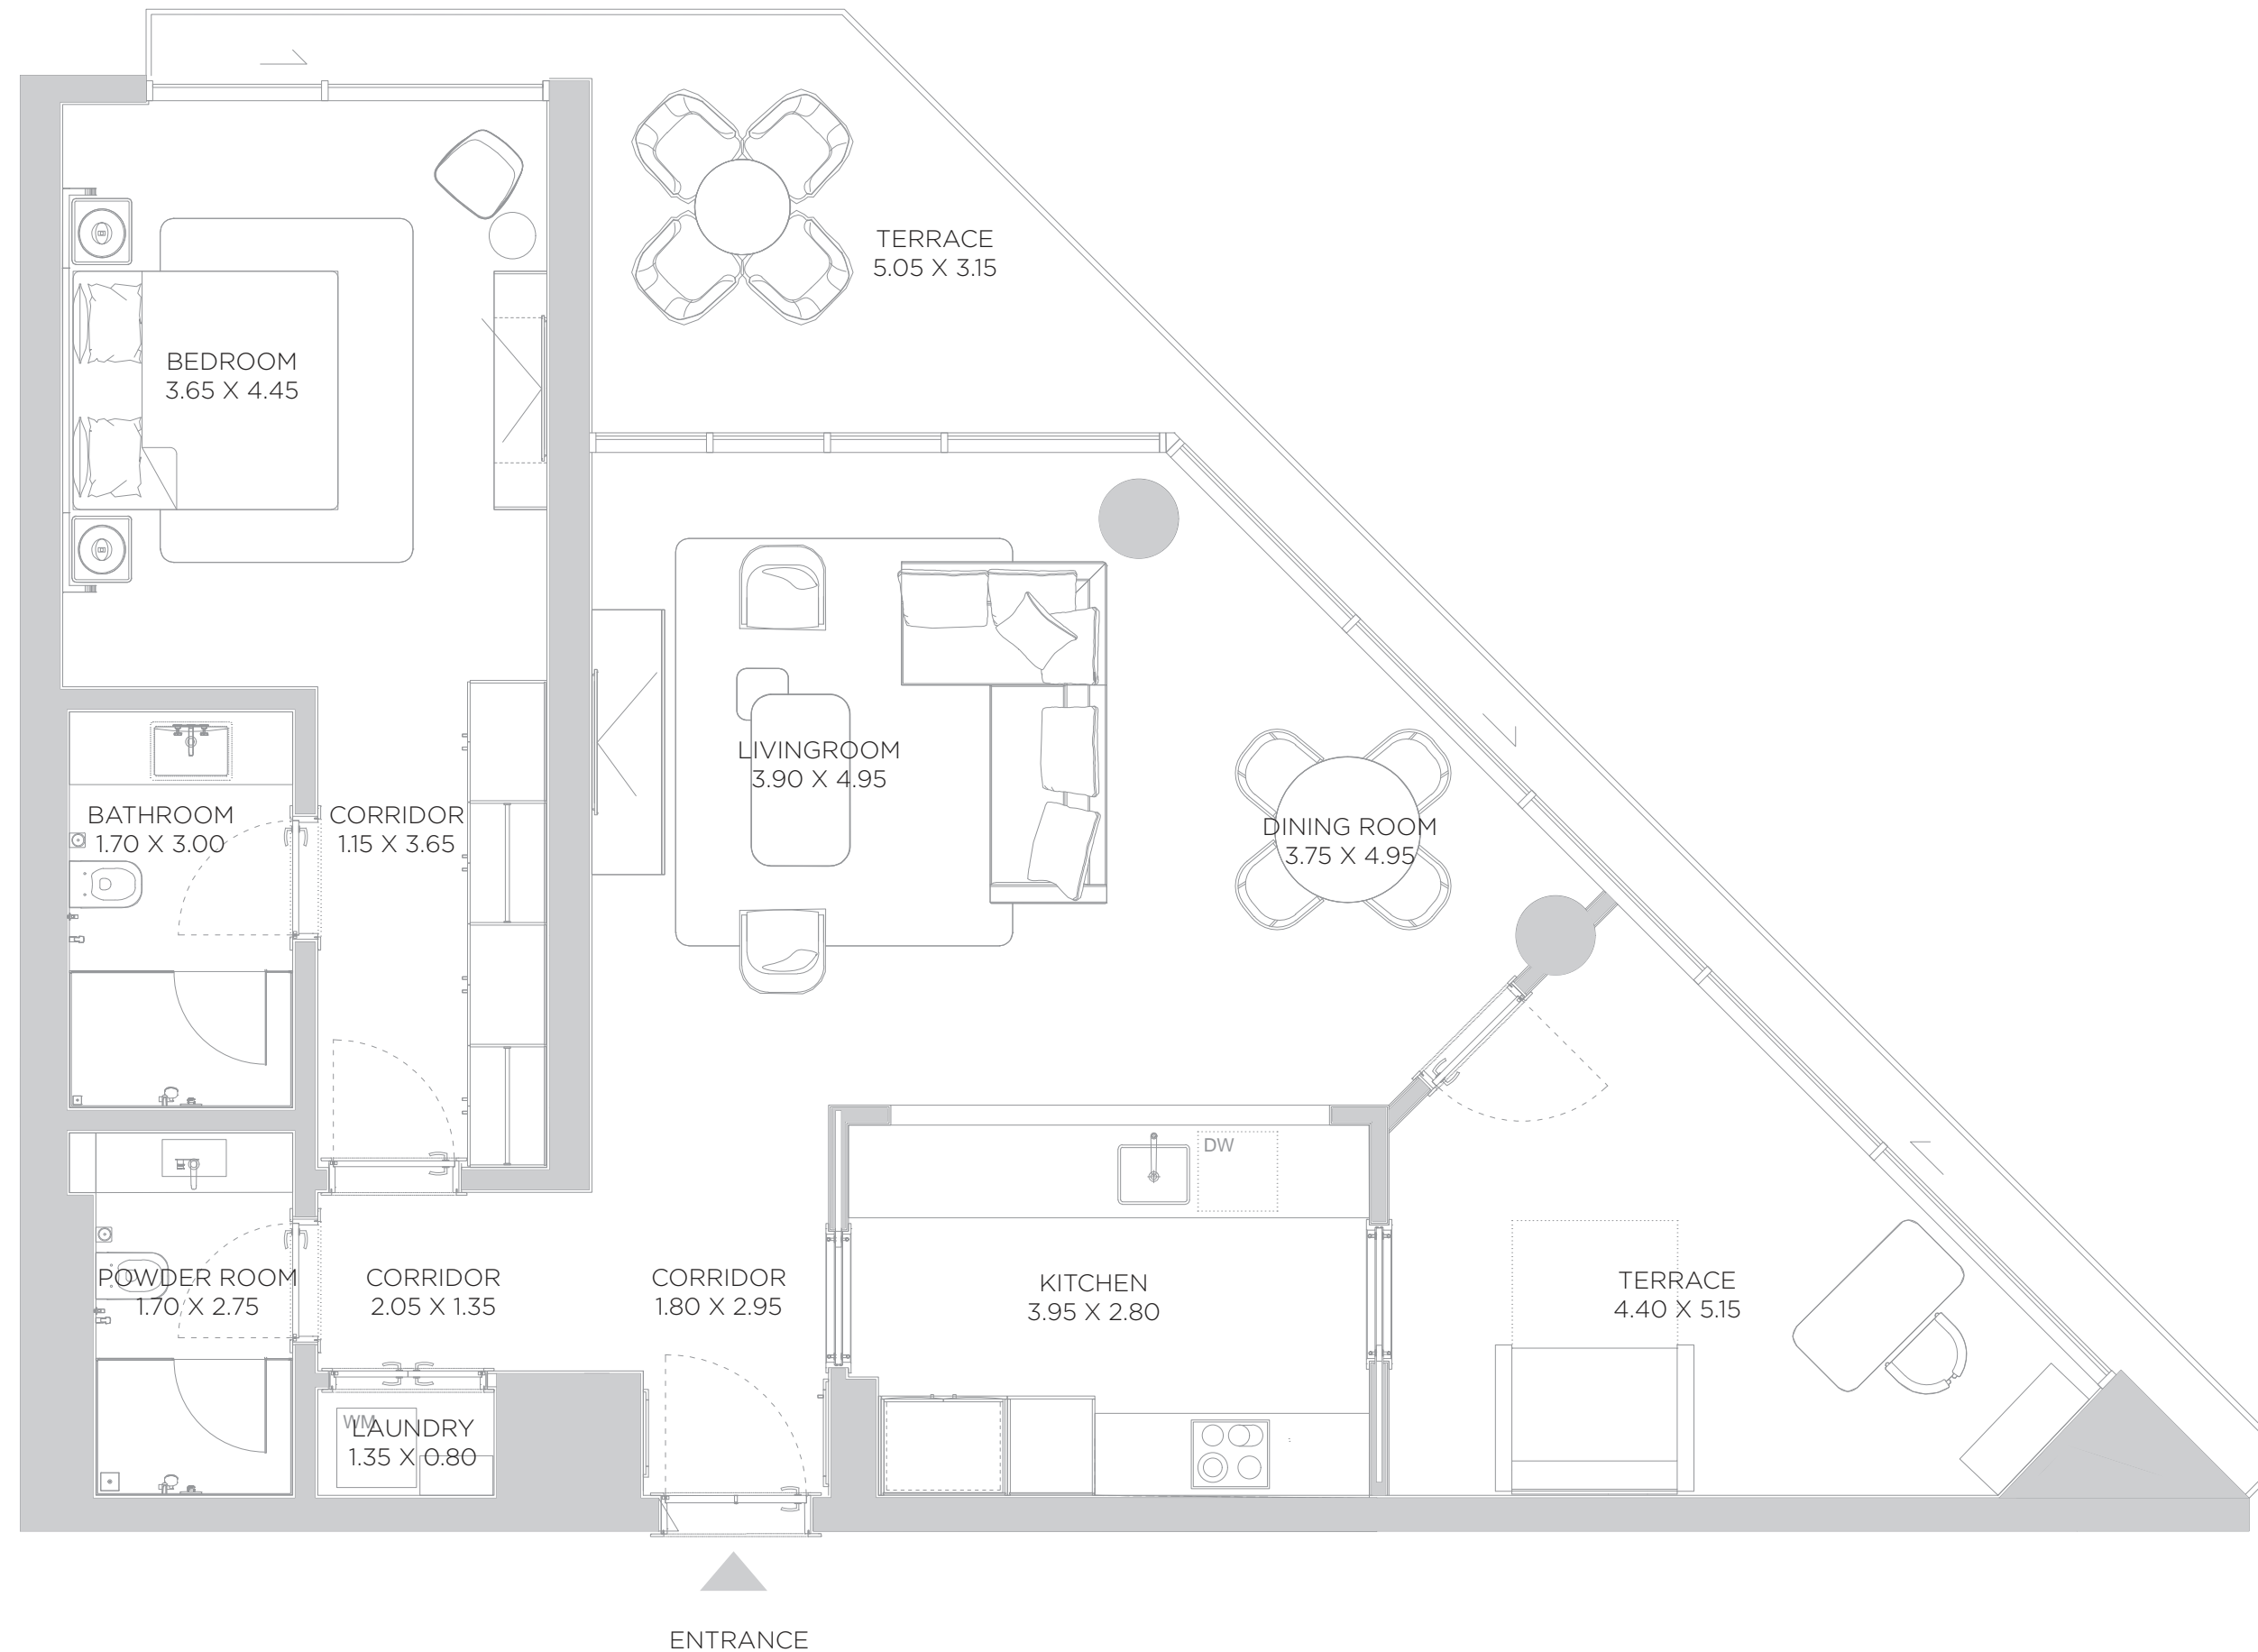 TERRACE
5.05 X 3.15
BEDROOM
3.65 X 4.45
LIVINGROOM
3.90 X 4.95
BATHROOM
1.70 X 3.00
CORRIDOR
1.15 X 3.65
DINING ROOM
3.75 X 4.95
DW
POWDER ROOM
1.70 X 2.75
CORRIDOR
2.05 X 1.35
CORRIDOR
1.80 X 2.95
KITCHEN
3.95 X 2.80
TERRACE
4.40 X 5.15
WM
LAUNDRY
1.35 X 0.80
ENTRANCE